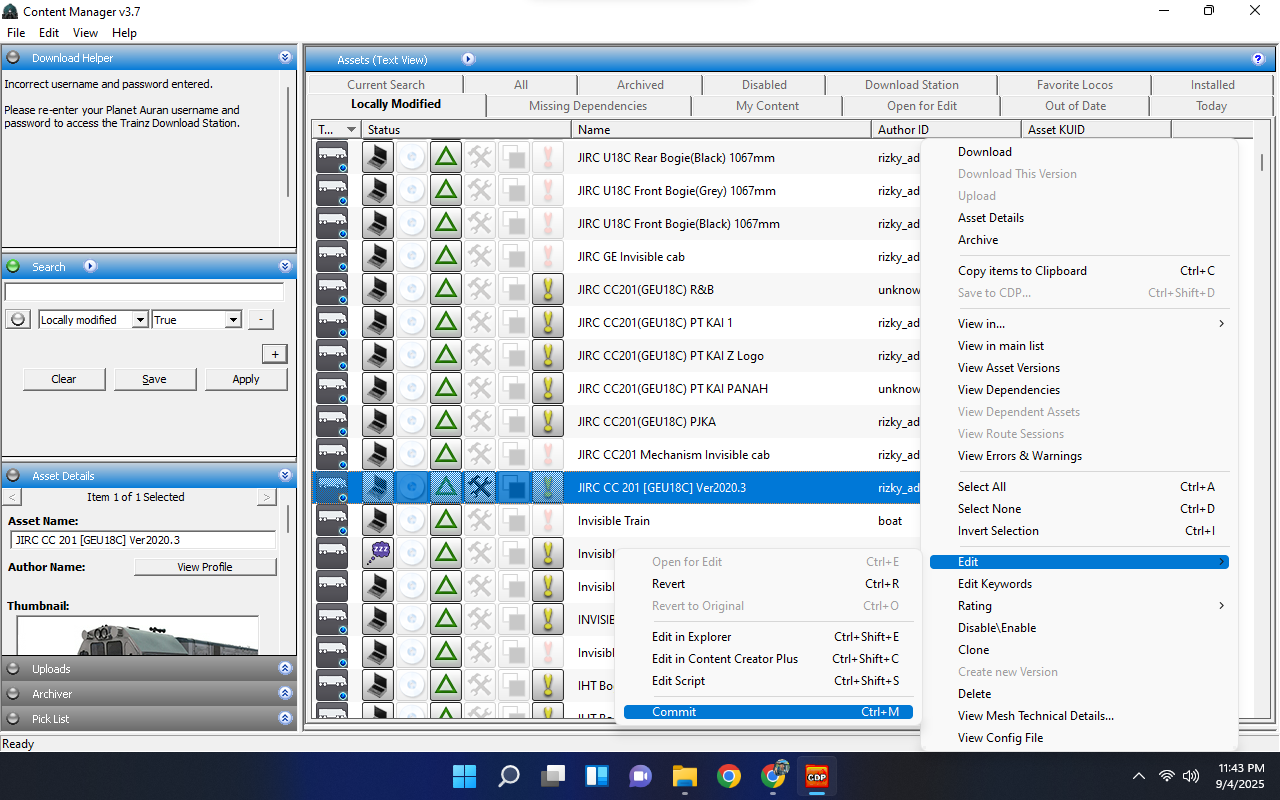 Content Manager v3.7
File Edit View Help
Download Helper
Incorrect username and password entered.
Please re-enter your Planet Auran username and
password to access the Trainz Download Station.
Search
Locally modified True -
+
Clear Save Apply
Asset Details
< Item 1 of 1 Selected >
Asset Name:
JIRC CC 201 [GEU18C] Ver2020.3
Author Name: View Profile
Thumbnail:
Uploads
Archiver
Pick List
Ready
Assets (Text View) ?
Current Search All Archived Disabled Download Station Favorite Locos Installed
Locally Modified Missing Dependencies My Content Open for Edit Out of Date Today
T... Status Name Author ID Asset KUID
JIRC U18C Rear Bogie(Black) 1067mm rizky_ad
JIRC U18C Front Bogie(Grey) 1067mm rizky_ad
JIRC U18C Front Bogie(Black) 1067mm rizky_ad
JIRC GE Invisible cab rizky_ad
JIRC CC201(GEU18C) R&B unknow
JIRC CC201(GEU18C) PT KAI 1 rizky_ad
JIRC CC201(GEU18C) PT KAI Z Logo rizky_ad
JIRC CC201(GEU18C) PT KAI PANAH unknow
JIRC CC201(GEU18C) PJKA rizky_ad
JIRC CC201 Mechanism Invisible cab rizky_ad
JIRC CC 201 [GEU18C] Ver2020.3 rizky_ad
Invisible Train boat
zzz Invisibl
Invisibl
INVISIB
Invisibl
IHT Bo
IHT Bo
Download
Download This Version
Upload
Asset Details
Archive
Copy items to Clipboard Ctrl+C
Save to CDP... Ctrl+Shift+D
View in...
View in main list
View Asset Versions
View Dependencies
View Dependent Assets
View Route Sessions
View Errors & Warnings
Select All Ctrl+A
Select None Ctrl+D
Invert Selection Ctrl+I
Edit
Edit Keywords
Rating
Disable\Enable
Clone
Create new Version
Delete
View Mesh Technical Details...
View Config File
Open for Edit Ctrl+E
Revert Ctrl+R
Revert to Original Ctrl+O
Edit in Explorer Ctrl+Shift+E
Edit in Content Creator Plus Ctrl+Shift+C
Edit Script Ctrl+Shift+S
Commit Ctrl+M
CDP
11:43 PM
9/4/2025